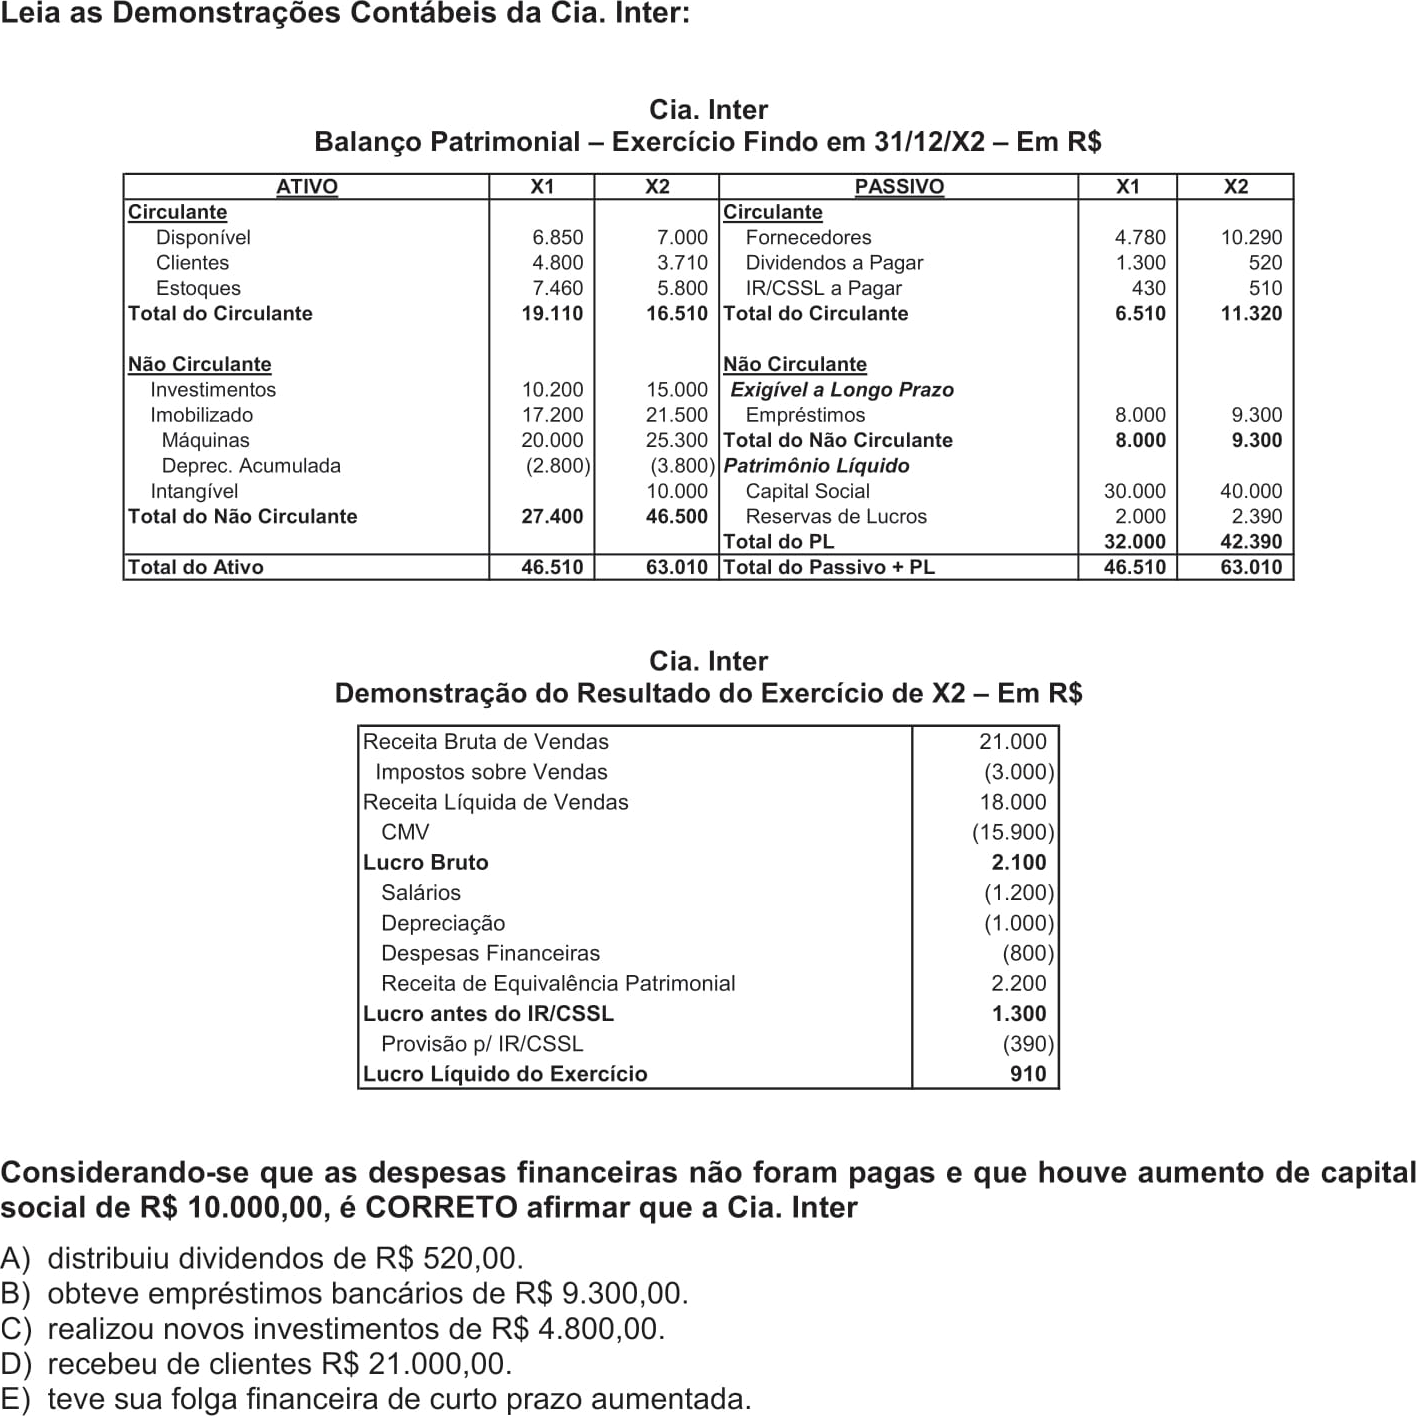 Leia as Demonstrações Contábeis da Cia. Inter:
Cia. Inter
Balanço Patrimonial – Exercício Findo em 31/12/X2 – Em R$
ATIVO X1 X2 PASSIVO X1 X2
Circulante Circulante
Disponível 6.850 7.000 Fornecedores 4.780 10.290
Clientes 4.800 3.710 Dividendos a Pagar 1.300 520
Estoques 7.460 5.800 IR/CSSL a Pagar 430 510
Total do Circulante 19.110 16.510 Total do Circulante 6.510 11.320
Não Circulante Não Circulante
Investimentos 10.200 15.000 Exigível a Longo Prazo
Imobilizado 17.200 21.500 Empréstimos 8.000 9.300
Máquinas 20.000 25.300 Total do Não Circulante 8.000 9.300
Deprec. Acumulada (2.800) (3.800) Patrimônio Líquido
Intangível 10.000 Capital Social 30.000 40.000
Total do Não Circulante 27.400 46.500 Reservas de Lucros 2.000 2.390
Total do PL 32.000 42.390
Total do Ativo 46.510 63.010 Total do Passivo + PL 46.510 63.010
Cia. Inter
Demonstração do Resultado do Exercício de X2 – Em R$
Receita Bruta de Vendas 21.000
Impostos sobre Vendas (3.000)
Receita Líquida de Vendas 18.000
CMV (15.900)
Lucro Bruto 2.100
Salários (1.200)
Depreciação (1.000)
Despesas Financeiras (800)
Receita de Equivalência Patrimonial 2.200
Lucro antes do IR/CSSL 1.300
Provisão p/ IR/CSSL (390)
Lucro Líquido do Exercício 910
Considerando-se que as despesas financeiras não foram pagas e que houve aumento de capital
social de R$ 10.000,00, é CORRETO afirmar que a Cia. Inter
A) distribuiu dividendos de R$ 520,00.
B) obteve empréstimos bancários de R$ 9.300,00.
C) realizou novos investimentos de R$ 4.800,00.
D) recebeu de clientes R$ 21.000,00.
E) teve sua folga financeira de curto prazo aumentada.